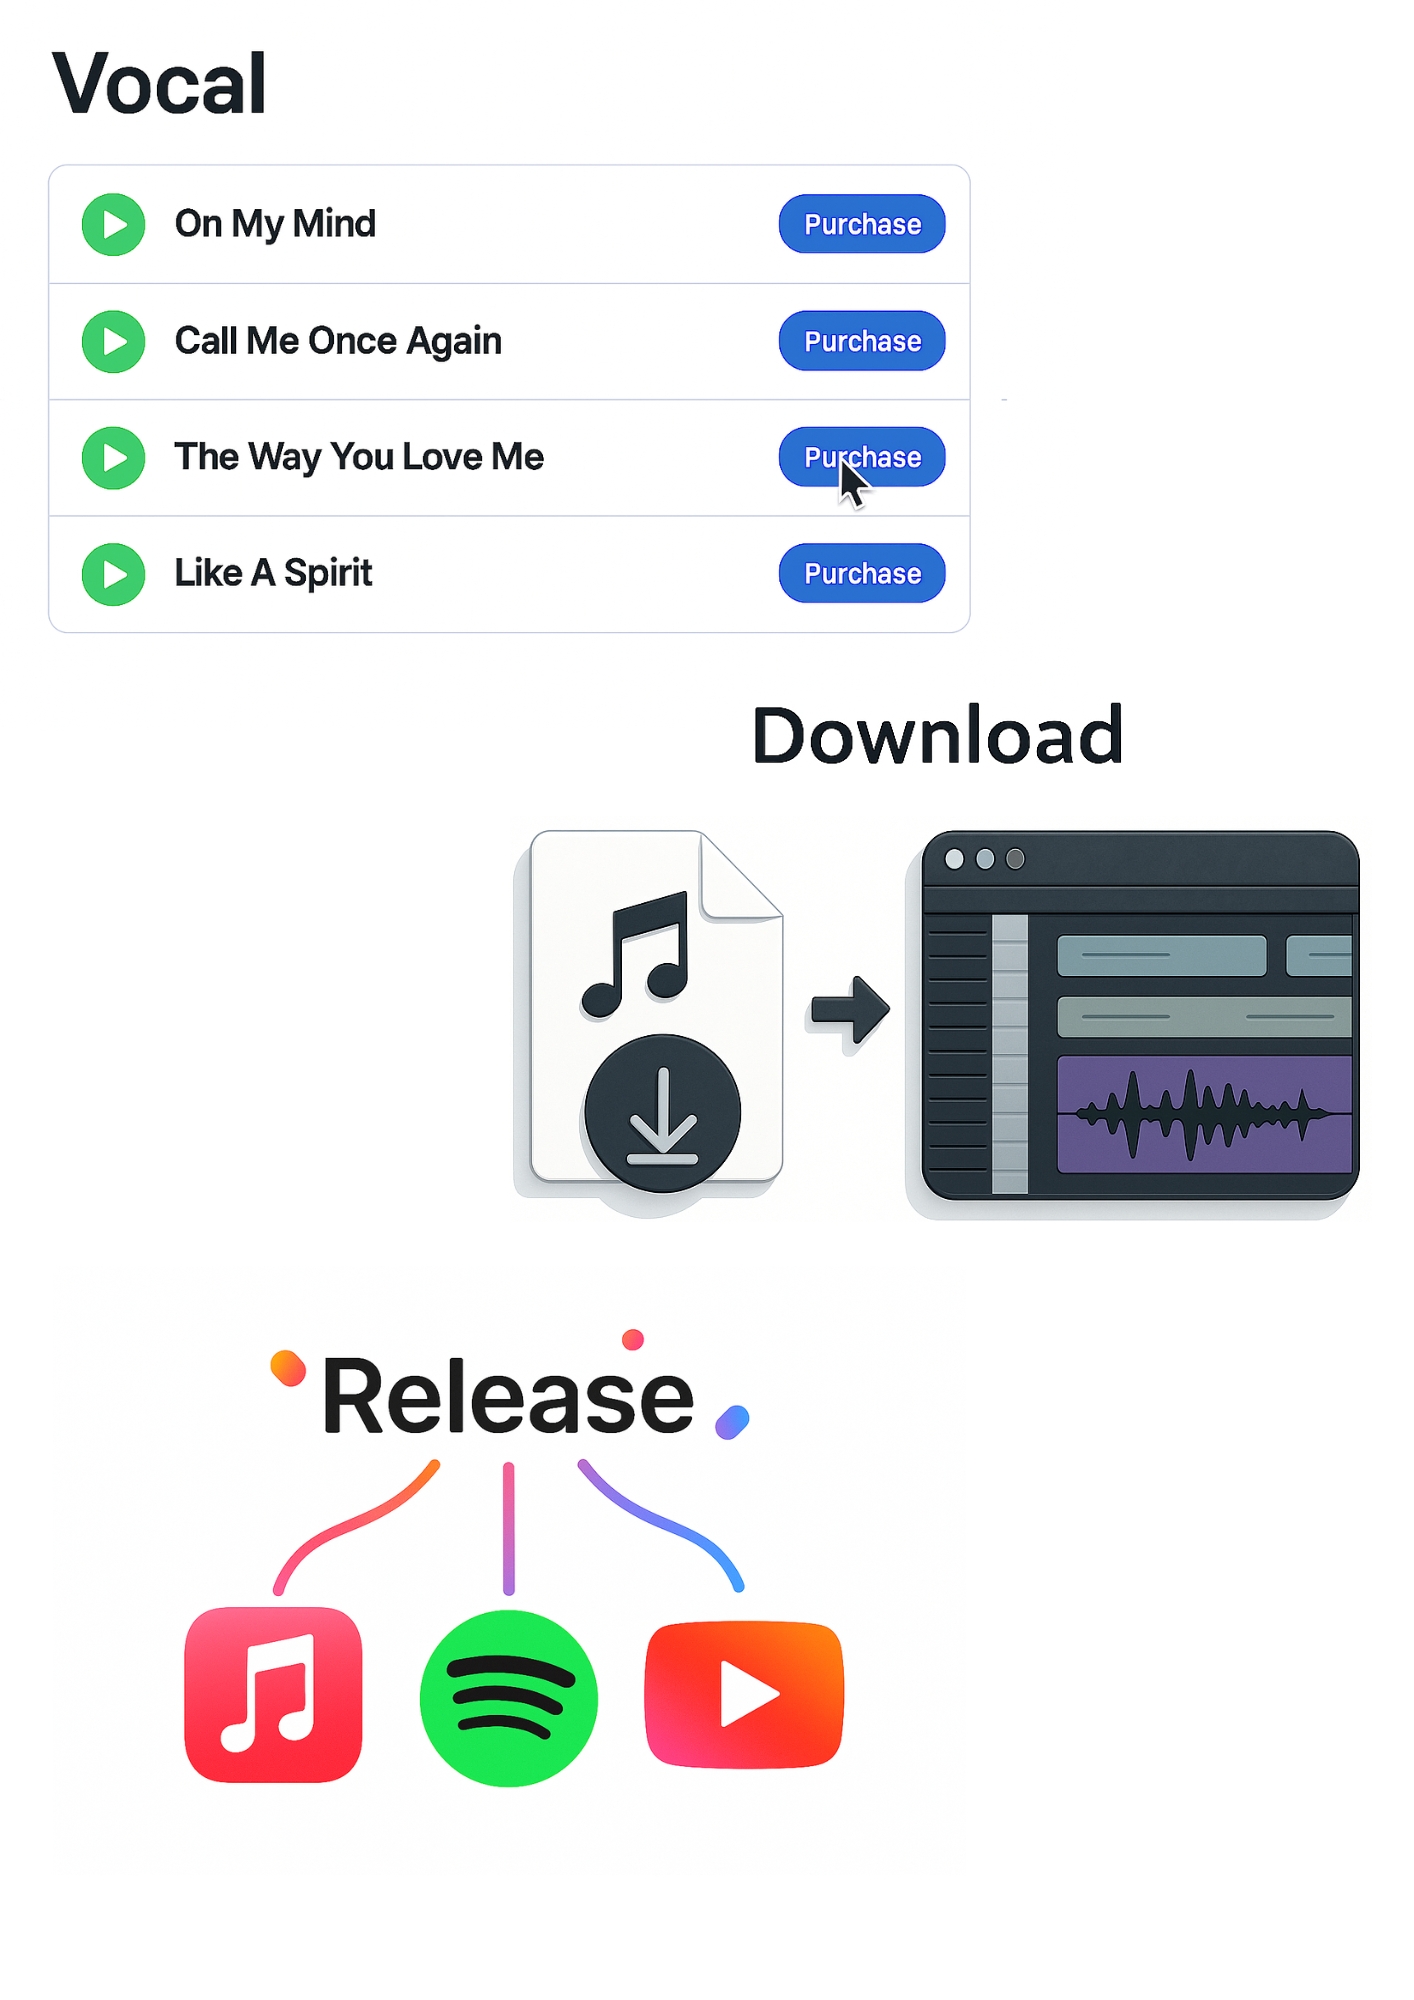 Vocal
On My Mind Purchase
Call Me Once Again Purchase
The Way You Love Me Purchase
Like A Spirit Purchase
Download
Release